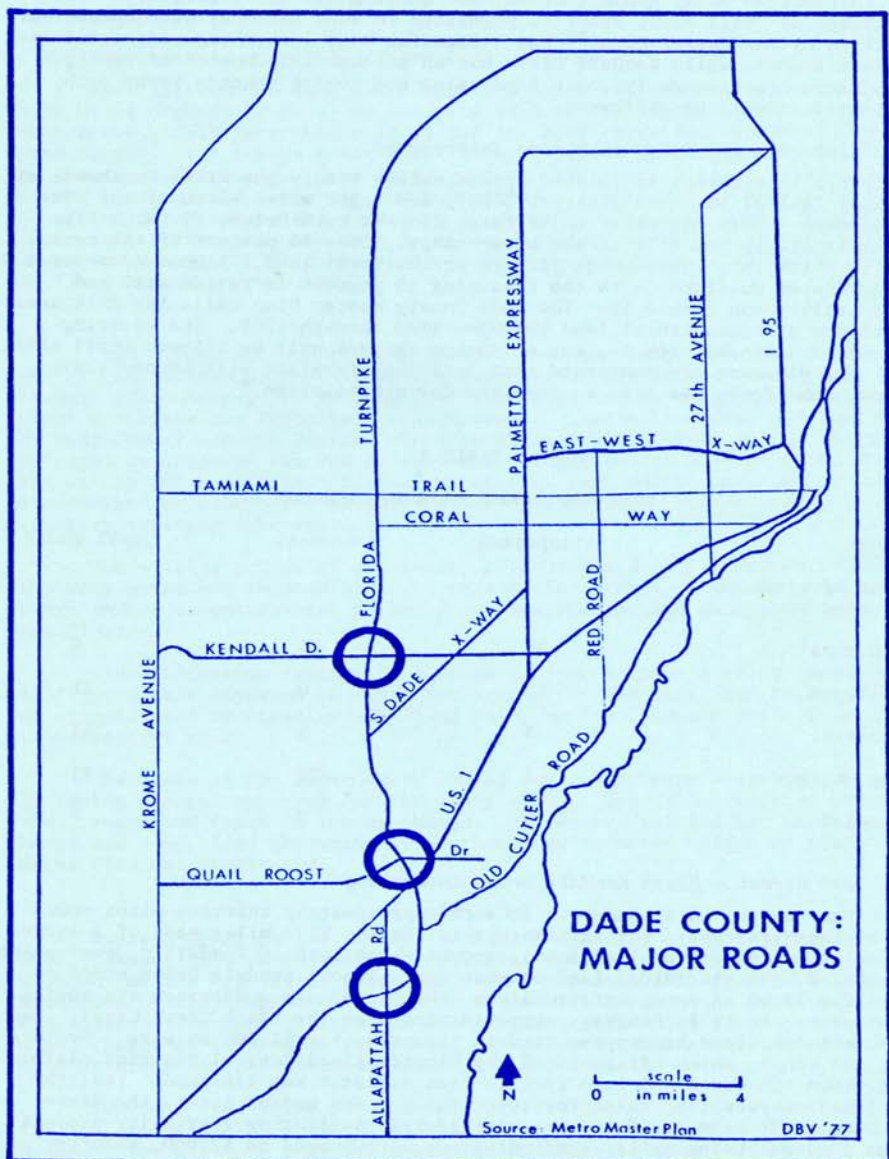 PALMETTO EXPRESSWAY
27th AVENUE
I 95
TURNPIKE
EAST-WEST X-WAY
TAMIAMI TRAIL
CORAL WAY
FLORIDA
RED ROAD
KENDALL D.
S. DADE X-WAY
KROME AVENUE
U.S. 1
OLD CUTLER ROAD
Dr
QUAIL ROOST
ALLAPATTAH Rd
DADE COUNTY:
MAJOR ROADS
N
scale
in miles
0 4
Source: Metro Master Plan DBV '77